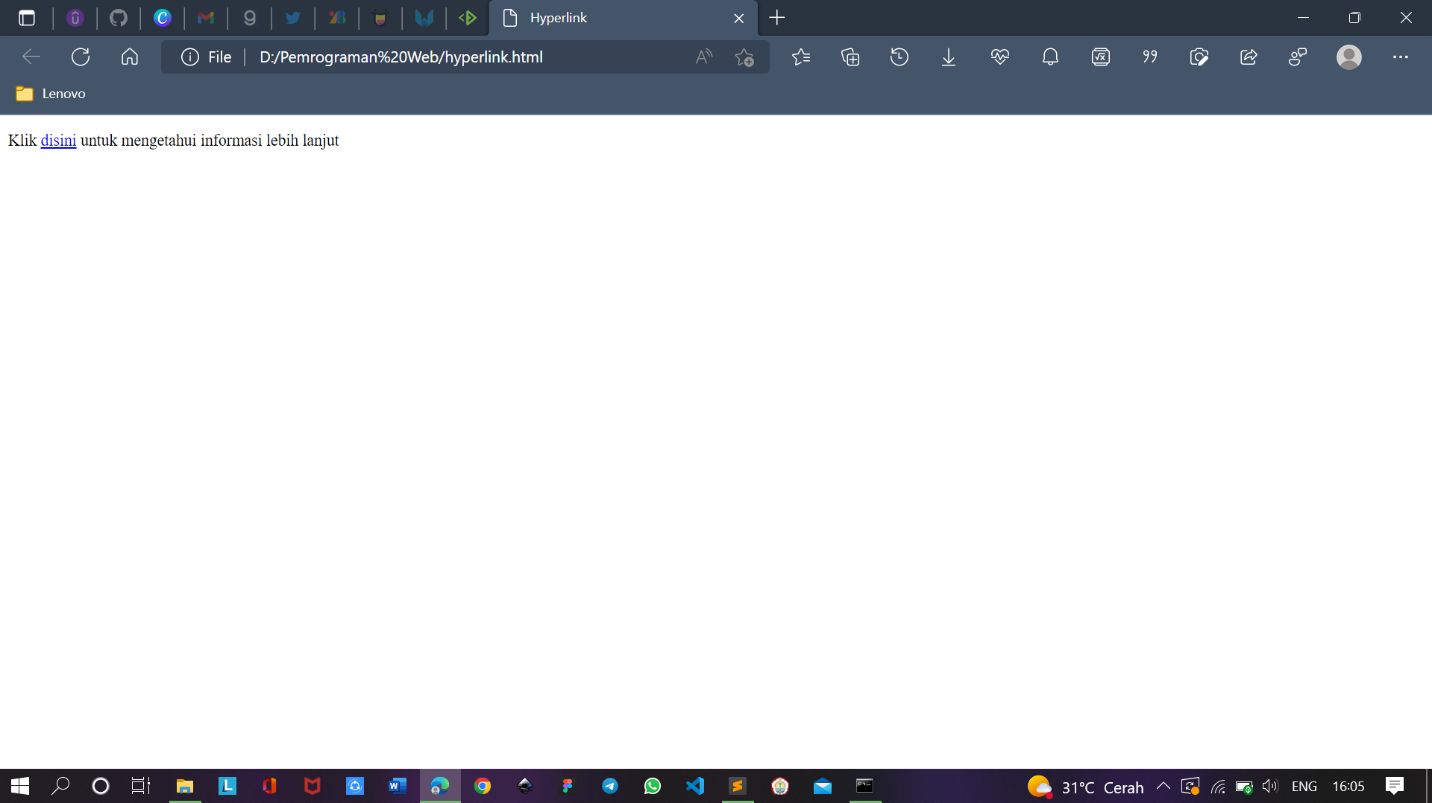 Hyperlink
File
D:/Pemrograman%20Web/hyperlink.html
Lenovo
Klik disini untuk mengetahui informasi lebih lanjut
31°C Cerah
ENG
16:05